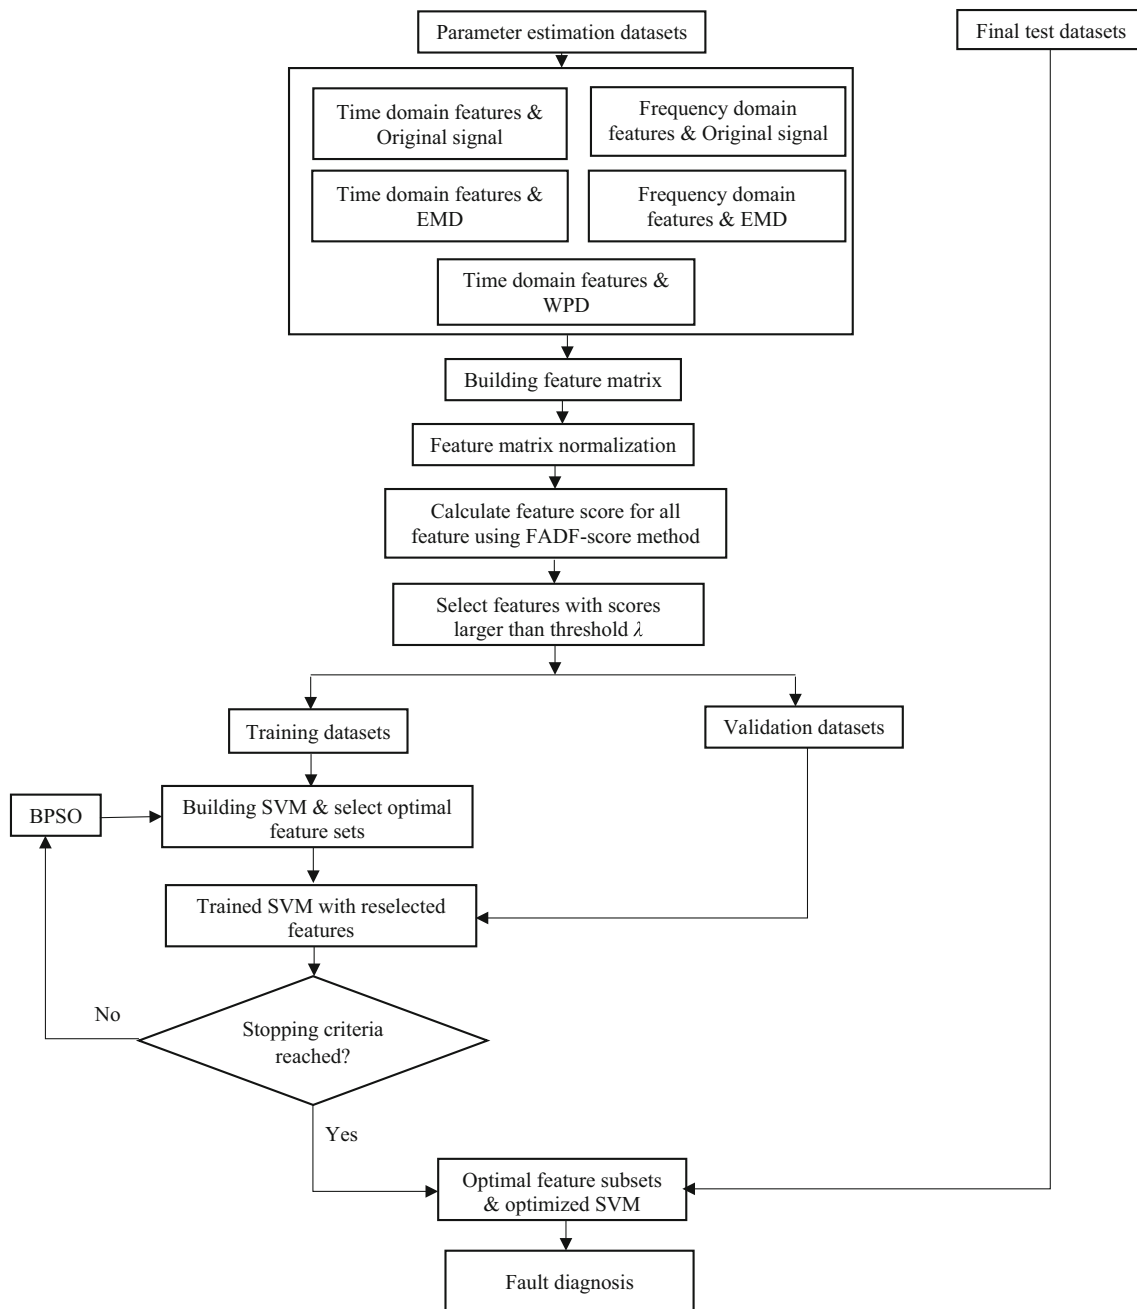 Parameter estimation datasets
Final test datasets
Time domain features &
Original signal
Frequency domain
features & Original signal
Time domain features &
EMD
Frequency domain
features & EMD
Time domain features &
WPD
Building feature matrix
Feature matrix normalization
Calculate feature score for all
feature using FADF-score method
Select features with scores
larger than threshold λ
Training datasets
Validation datasets
BPSO
Building SVM & select optimal
feature sets
Trained SVM with reselected
features
No
Stopping criteria
reached?
Yes
Optimal feature subsets
& optimized SVM
Fault diagnosis